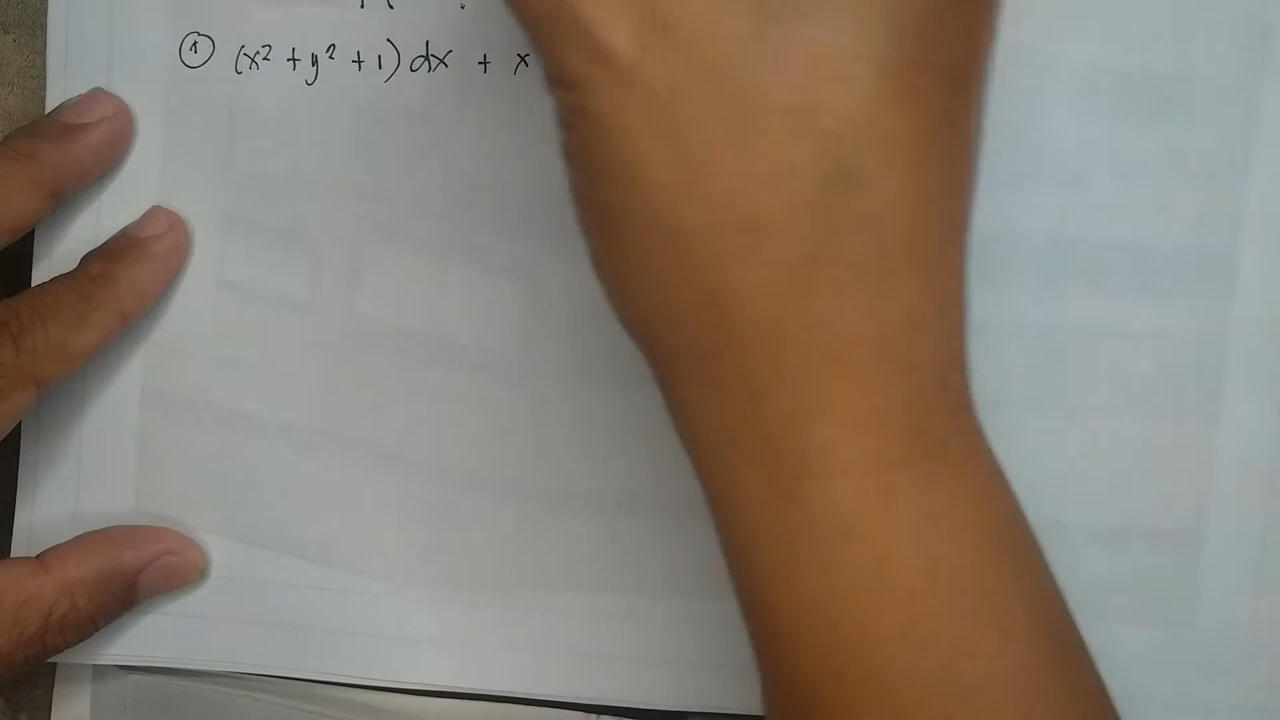 ① (x² + y² + 1) dx + x